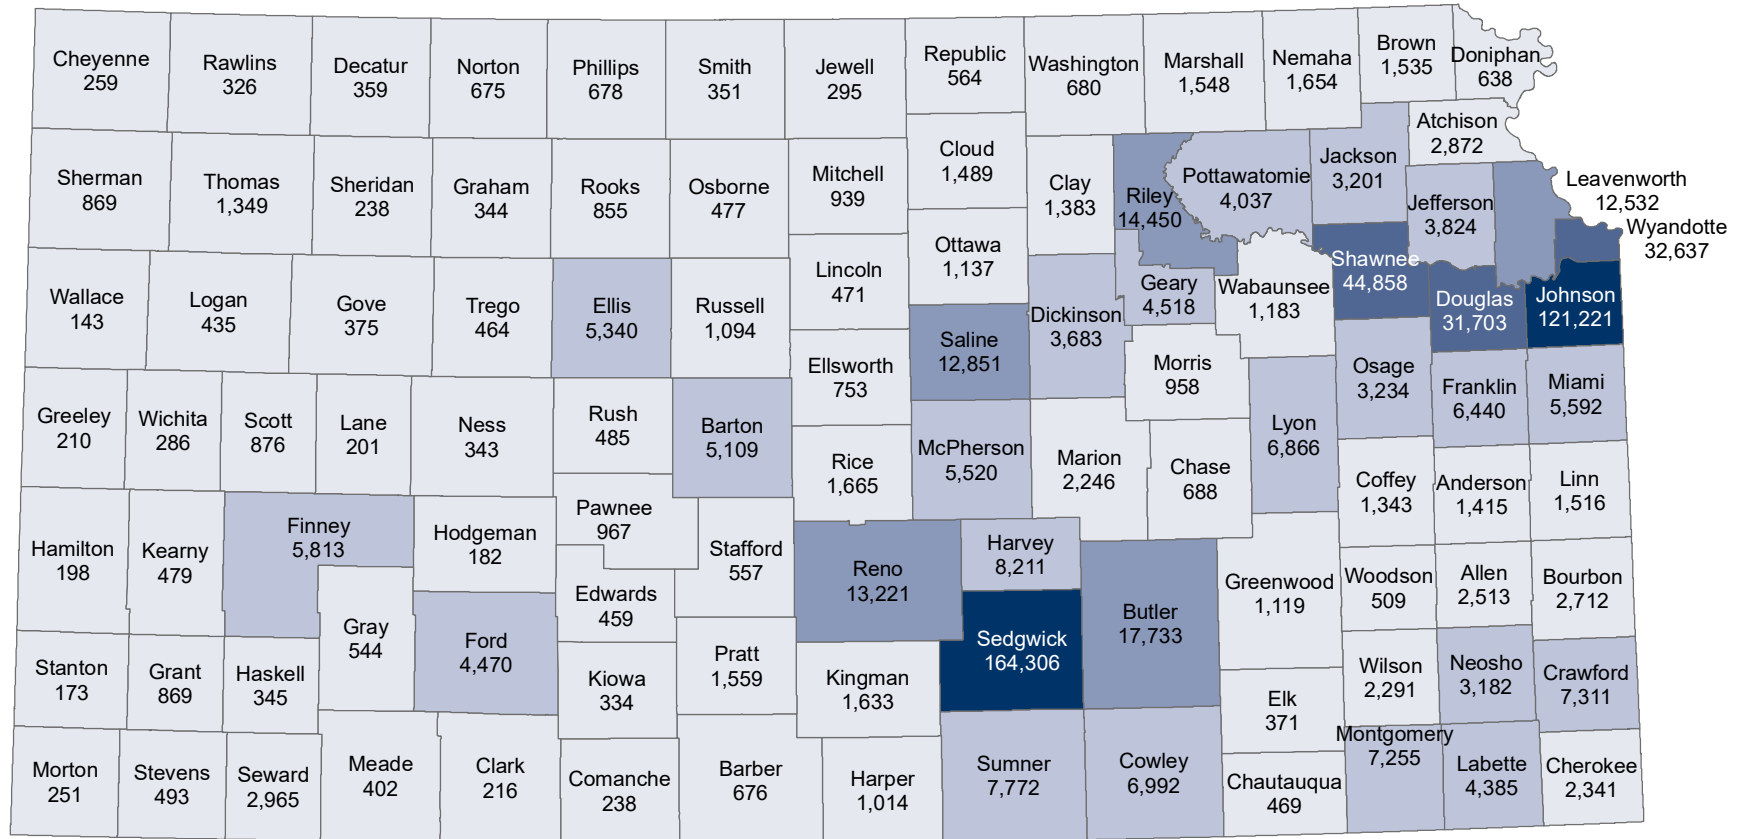 Cheyenne
259
Rawlins
326
Decatur
359
Norton
675
Phillips
678
Smith
351
Jewell
295
Republic
564
Washington
680
Marshall
1,548
Nemaha
1,654
Brown
1,535
Doniphan
638
Sherman
869
Thomas
1,349
Sheridan
238
Graham
344
Rooks
855
Osborne
477
Mitchell
939
Cloud
1,489
Clay
1,383
Riley
14,450
Pottawatomie
4,037
Jackson
3,201
Atchison
2,872
Jefferson
3,824
Leavenworth
12,532
Wyandotte
32,637
Wallace
143
Logan
435
Gove
375
Trego
464
Ellis
5,340
Russell
1,094
Lincoln
471
Ottawa
1,137
Saline
12,851
Dickinson
3,683
Geary
4,518
Wabaunsee
1,183
Shawnee
44,858
Douglas
31,703
Johnson
121,221
Greeley
210
Wichita
286
Scott
876
Lane
201
Ness
343
Rush
485
Barton
5,109
Ellsworth
753
Rice
1,665
McPherson
5,520
Marion
2,246
Morris
958
Chase
688
Lyon
6,866
Osage
3,234
Franklin
6,440
Miami
5,592
Coffey
1,343
Anderson
1,415
Linn
1,516
Hamilton
198
Kearny
479
Finney
5,813
Hodgeman
182
Pawnee
967
Stafford
557
Edwards
459
Reno
13,221
Harvey
8,211
Sedgwick
164,306
Butler
17,733
Greenwood
1,119
Woodson
509
Allen
2,513
Bourbon
2,712
Stanton
173
Grant
869
Haskell
345
Gray
544
Ford
4,470
Kiowa
334
Pratt
1,559
Kingman
1,633
Elk
371
Wilson
2,291
Neosho
3,182
Crawford
7,311
Morton
251
Stevens
493
Seward
2,965
Meade
402
Clark
216
Comanche
238
Barber
676
Harper
1,014
Sumner
7,772
Cowley
6,992
Chautauqua
469
Montgomery
7,255
Labette
4,385
Cherokee
2,341